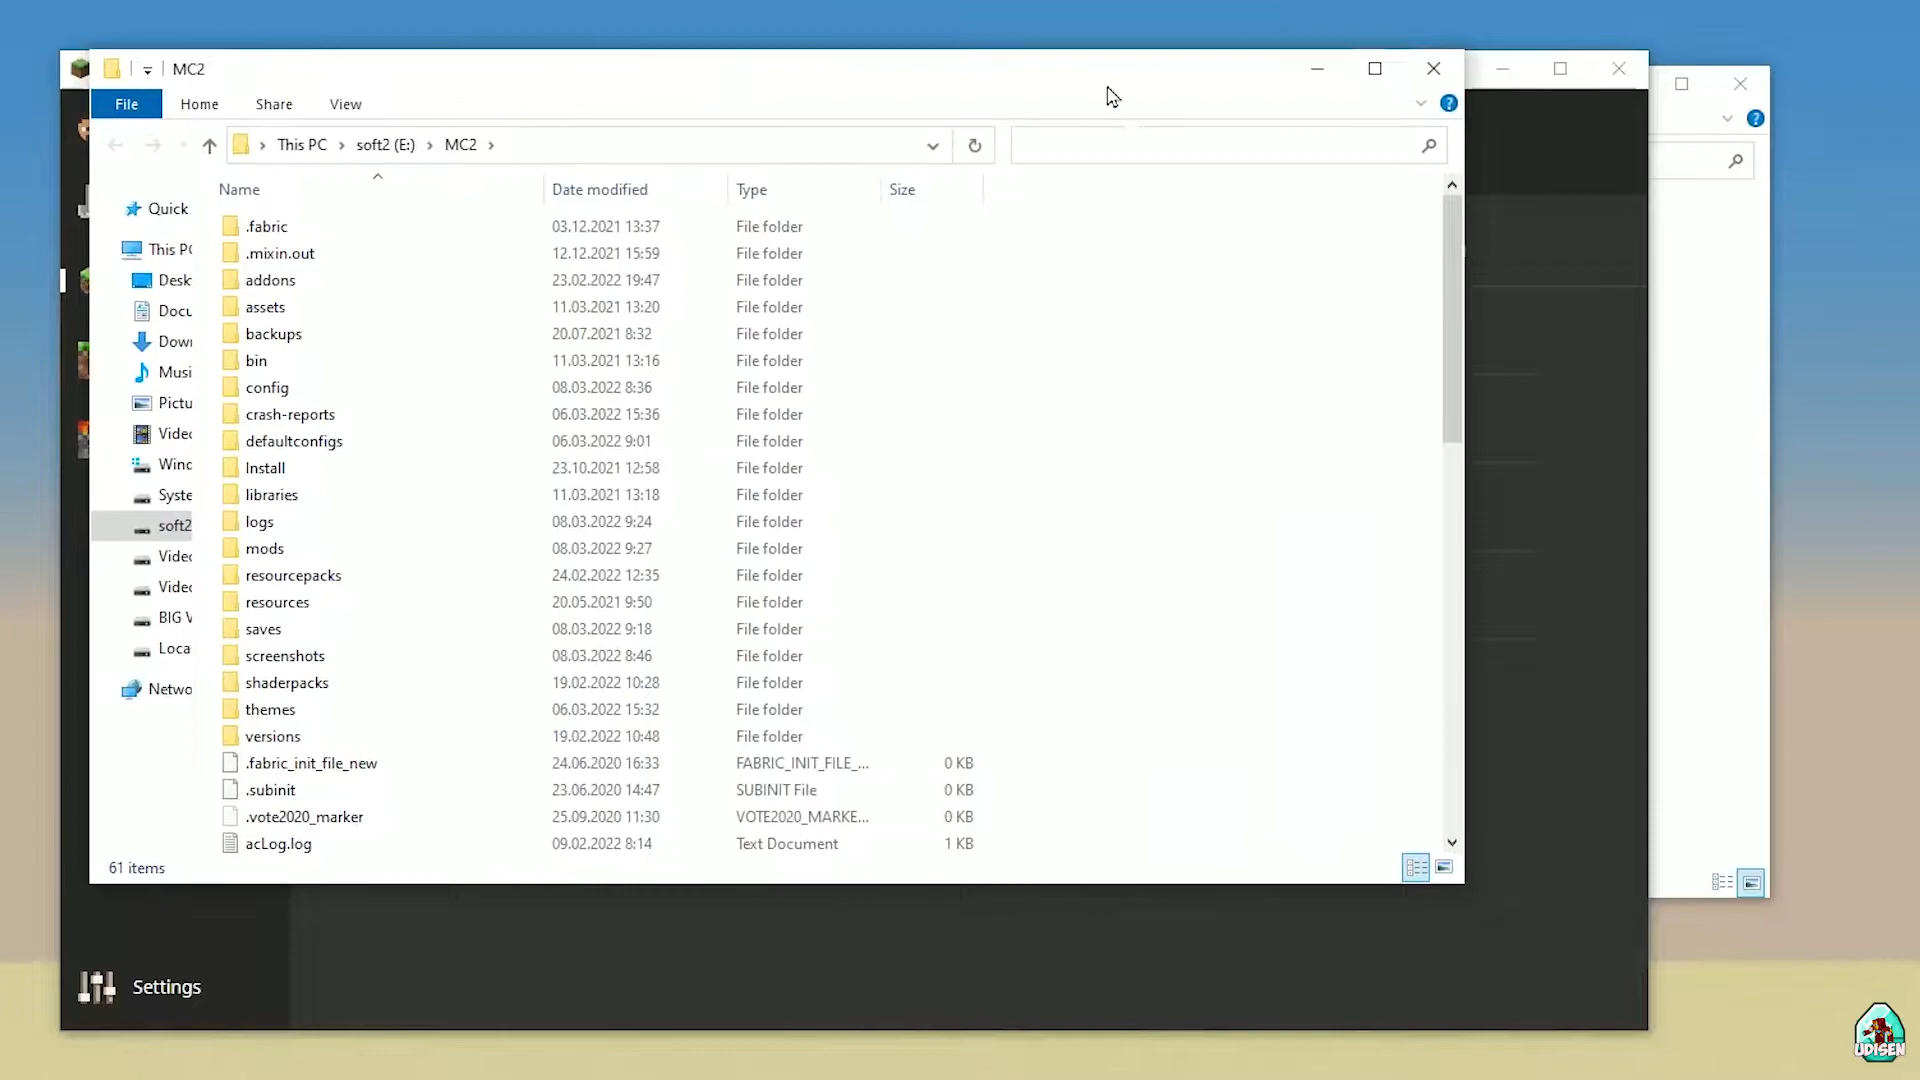 MC2
File Home Share View
This PC soft2 (E:) MC2
Name Date modified Type Size
Quick
This PC
Desk
Docu
Down
Musi
Pictu
Video
Wind
Syste
soft2
Video
Video
BIG V
Loca
Netwo
.fabric 03.12.2021 13:37 File folder
.mixin.out 12.12.2021 15:59 File folder
addons 23.02.2022 19:47 File folder
assets 11.03.2021 13:20 File folder
backups 20.07.2021 8:32 File folder
bin 11.03.2021 13:16 File folder
config 08.03.2022 8:36 File folder
crash-reports 06.03.2022 15:36 File folder
defaultconfigs 06.03.2022 9:01 File folder
Install 23.10.2021 12:58 File folder
libraries 11.03.2021 13:18 File folder
logs 08.03.2022 9:24 File folder
mods 08.03.2022 9:27 File folder
resourcepacks 24.02.2022 12:35 File folder
resources 20.05.2021 9:50 File folder
saves 08.03.2022 9:18 File folder
screenshots 08.03.2022 8:46 File folder
shaderpacks 19.02.2022 10:28 File folder
themes 06.03.2022 15:32 File folder
versions 19.02.2022 10:48 File folder
.fabric_init_file_new 24.06.2020 16:33 FABRIC_INIT_FILE_... 0 KB
.subinit 23.06.2020 14:47 SUBINIT File 0 KB
.vote2020_marker 25.09.2020 11:30 VOTE2020_MARKE... 0 KB
acLog.log 09.02.2022 8:14 Text Document 1 KB
61 items
Settings
UDISEN